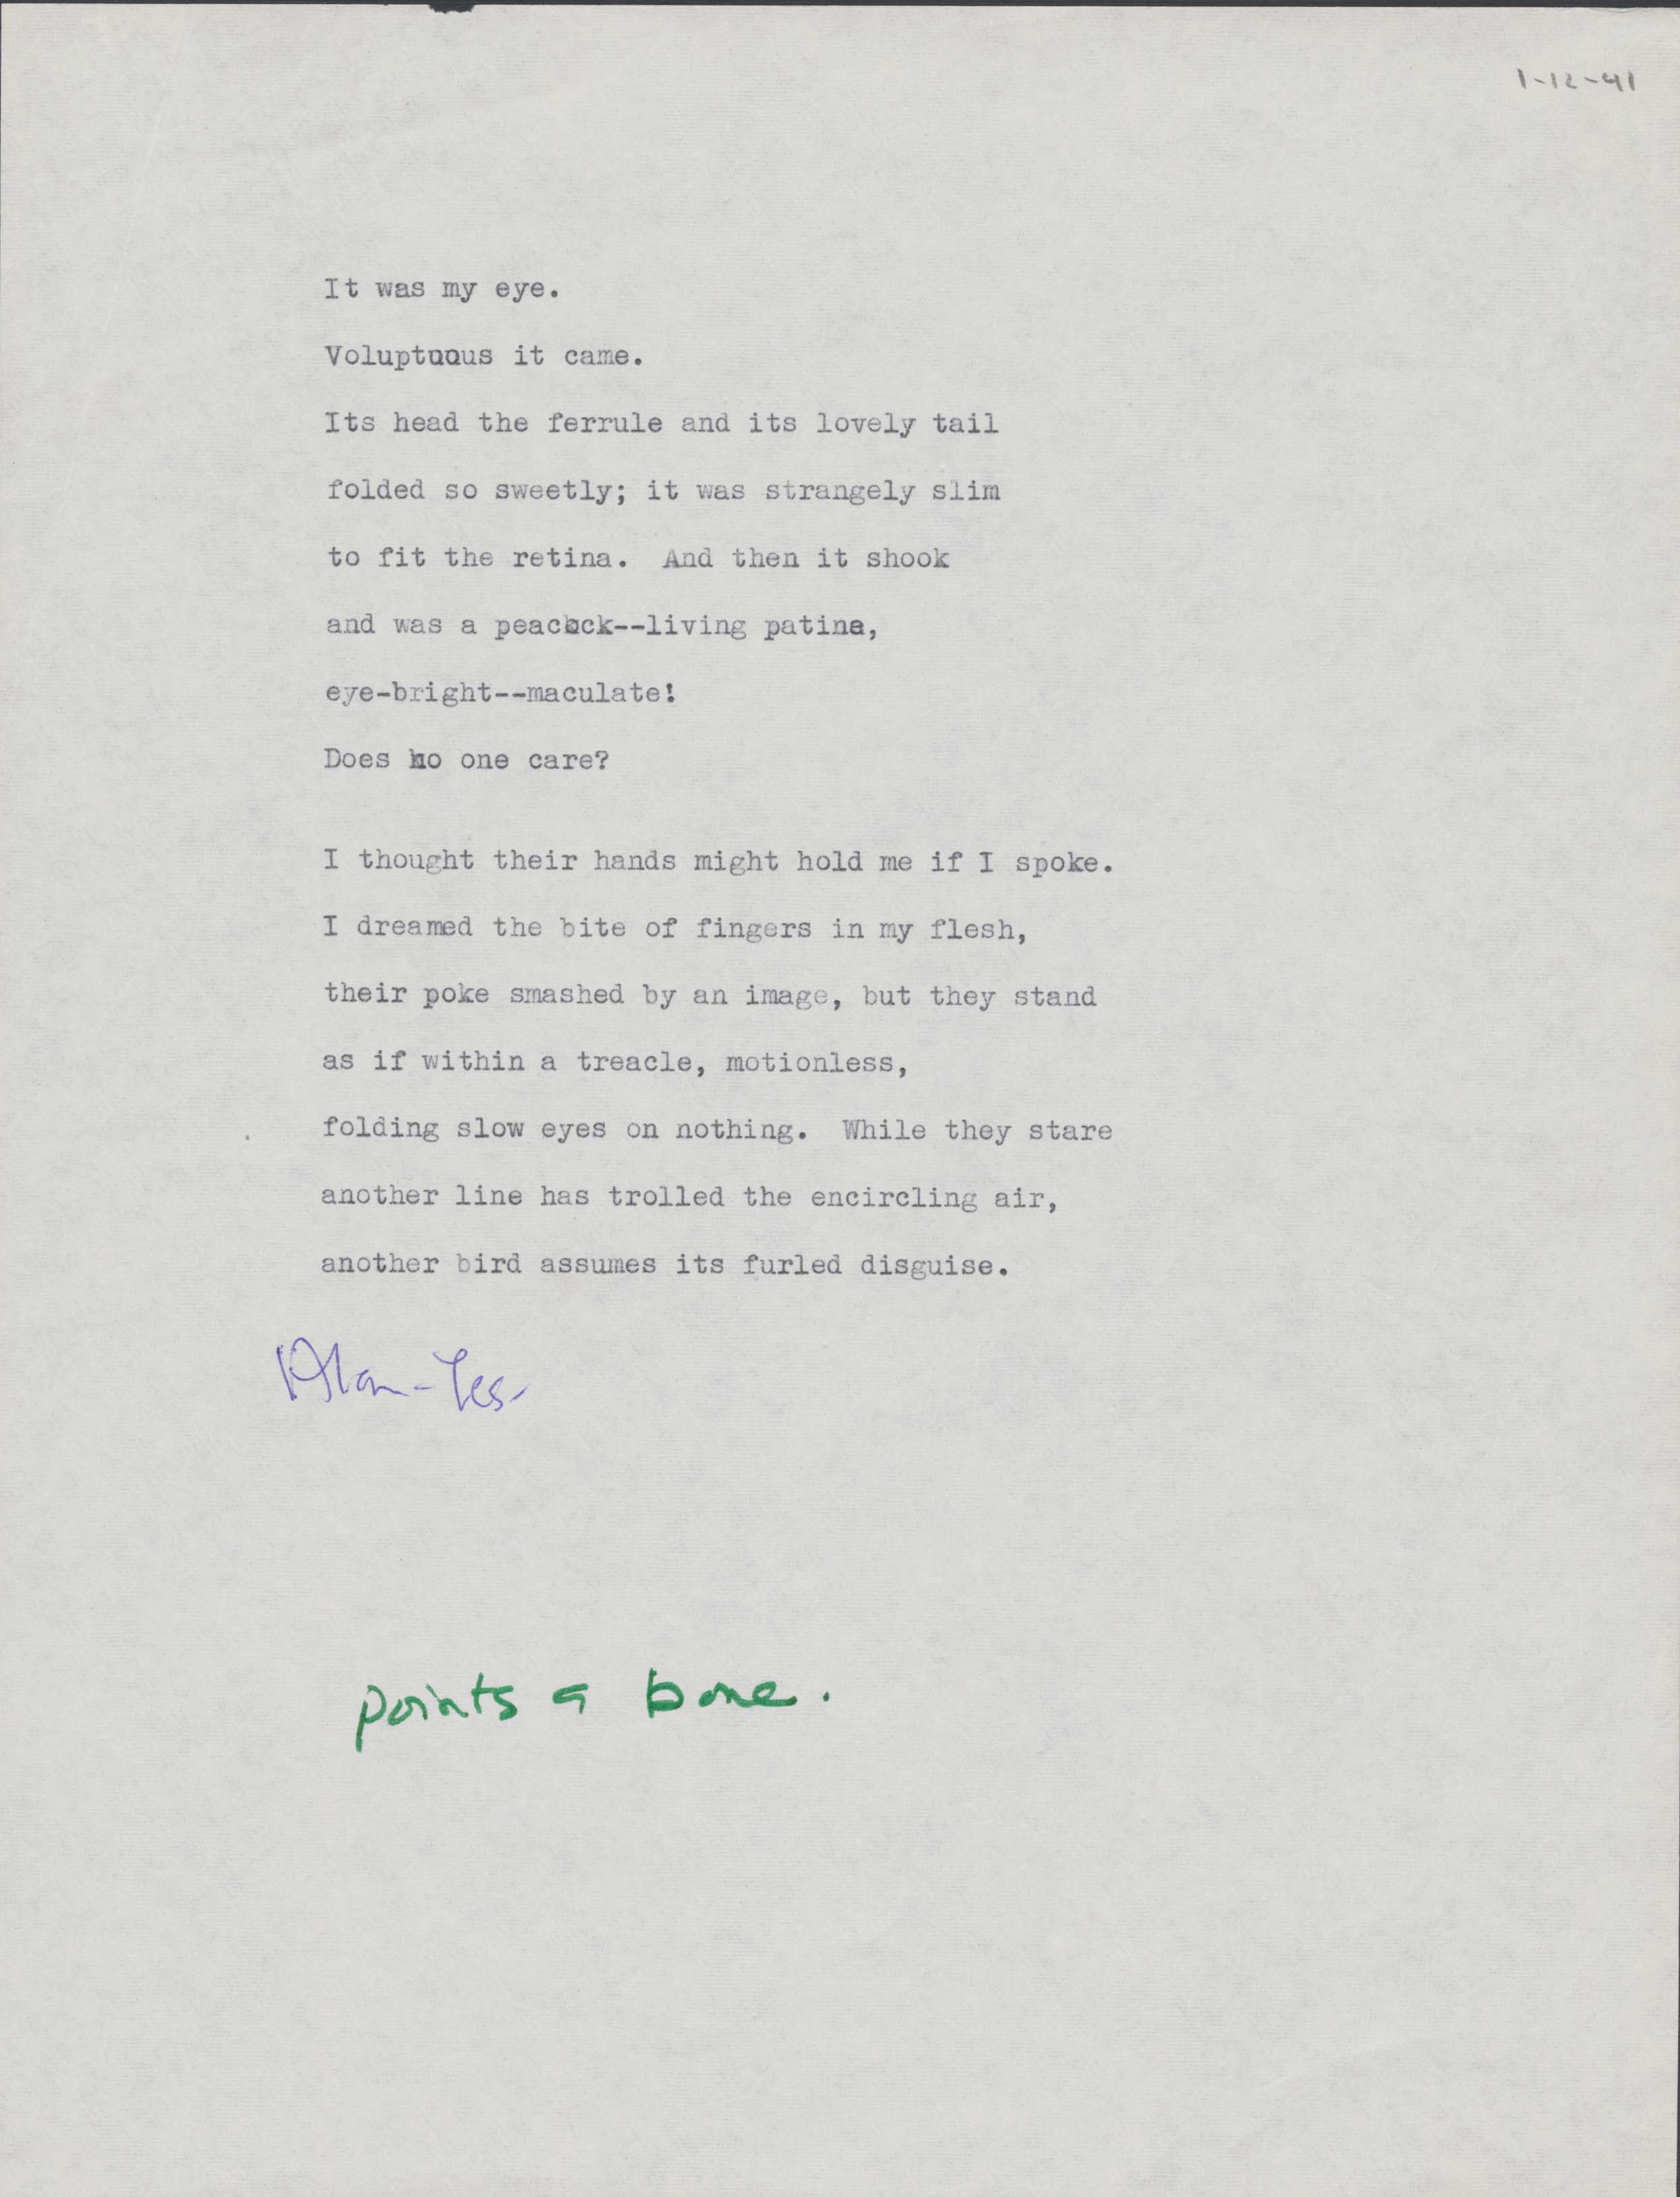 1-12-41
It was my eye.
Voluptuous it came.
Its head the ferrule and its lovely tail
folded so sweetly; it was strangely slim
to fit the retina.  And then it shook
and was a peacock--living patina,
eye-bright--maculate!
Does no one care?
I thought their hands might hold me if I spoke.
I dreamed the bite of fingers in my flesh,
their poke smashed by an image, but they stand
as if within a treacle, motionless,
folding slow eyes on nothing.  While they stare
another line has trolled the encircling air,
another bird assumes its furled disguise.
Alan - Yes -
points a bone.